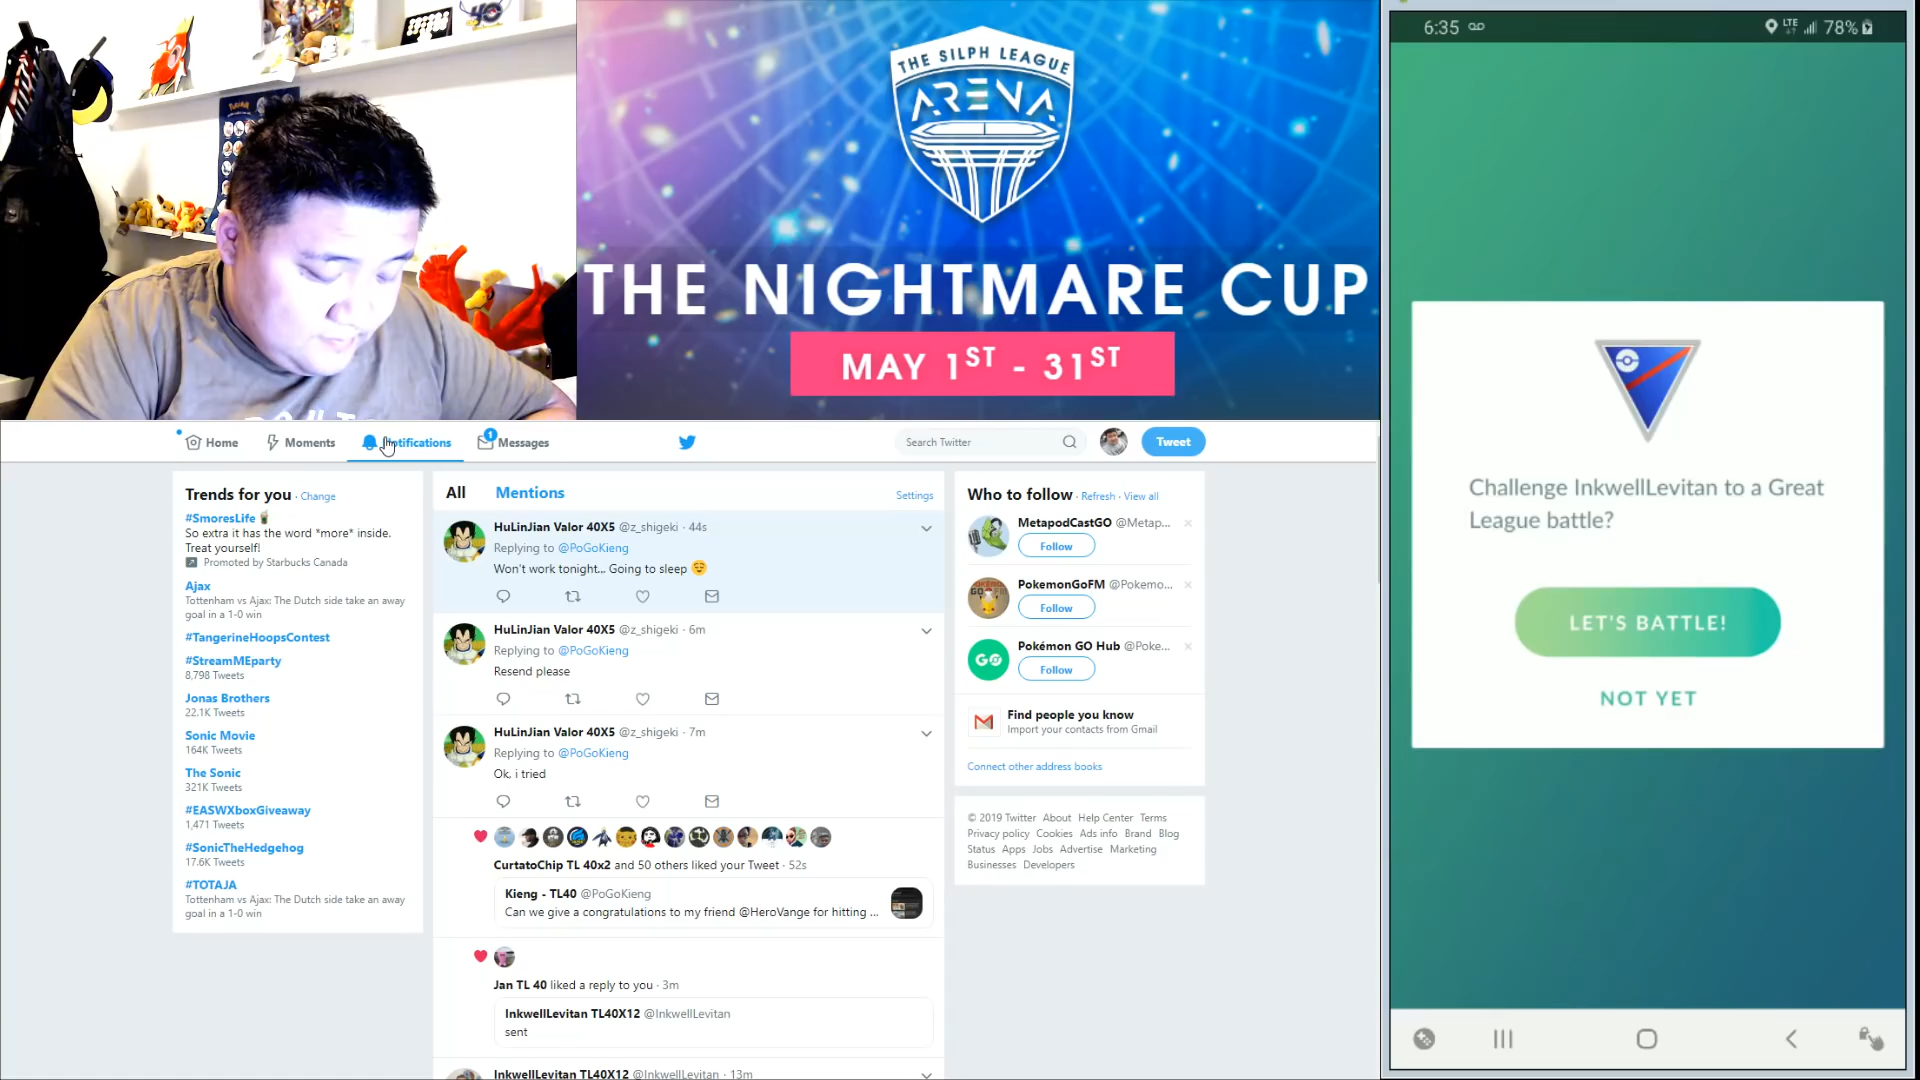 THE SILPH LEAGUE
ARENA
THE NIGHTMARE CUP
MAY 1ST - 31ST
Home
Moments
Notifications
1
Messages
Search Twitter
Tweet
Trends for you · Change
#SmoresLife
So extra it has the word *more* inside.
Treat yourself!
Promoted by Starbucks Canada
Ajax
Tottenham vs Ajax: The Dutch side take an away
goal in a 1-0 win
#TangerineHoopsContest
#StreamMEparty
8,798 Tweets
Jonas Brothers
22.1K Tweets
Sonic Movie
164K Tweets
The Sonic
321K Tweets
#EASWXboxGiveaway
1,471 Tweets
#SonicTheHedgehog
17.6K Tweets
#TOTAJA
Tottenham vs Ajax: The Dutch side take an away
goal in a 1-0 win
All
Mentions
Settings
HuLinJian Valor 40X5 @z_shigeki · 44s
Replying to @PoGoKieng
Won't work tonight... Going to sleep 😌
HuLinJian Valor 40X5 @z_shigeki · 6m
Replying to @PoGoKieng
Resend please
HuLinJian Valor 40X5 @z_shigeki · 7m
Replying to @PoGoKieng
Ok, i tried
CurtatoChip TL 40x2 and 50 others liked your Tweet · 52s
Kieng - TL40 @PoGoKieng
Can we give a congratulations to my friend @HeroVange for hitting ...
Jan TL 40 liked a reply to you · 3m
InkwellLevitan TL40X12 @InkwellLevitan
sent
InkwellLevitan TL40X12 @InkwellLevitan · 13m
Who to follow · Refresh · View all
MetapodCastGO @Metap...
Follow
PokemonGoFM @Pokemo...
Follow
Pokémon GO Hub @Poke...
GO
Follow
Find people you know
Import your contacts from Gmail
Connect other address books
© 2019 Twitter About Help Center Terms
Privacy policy Cookies Ads info Brand Blog
Status Apps Jobs Advertise Marketing
Businesses Developers
6:35
LTE
78%
Challenge InkwellLevitan to a Great
League battle?
LET'S BATTLE!
NOT YET